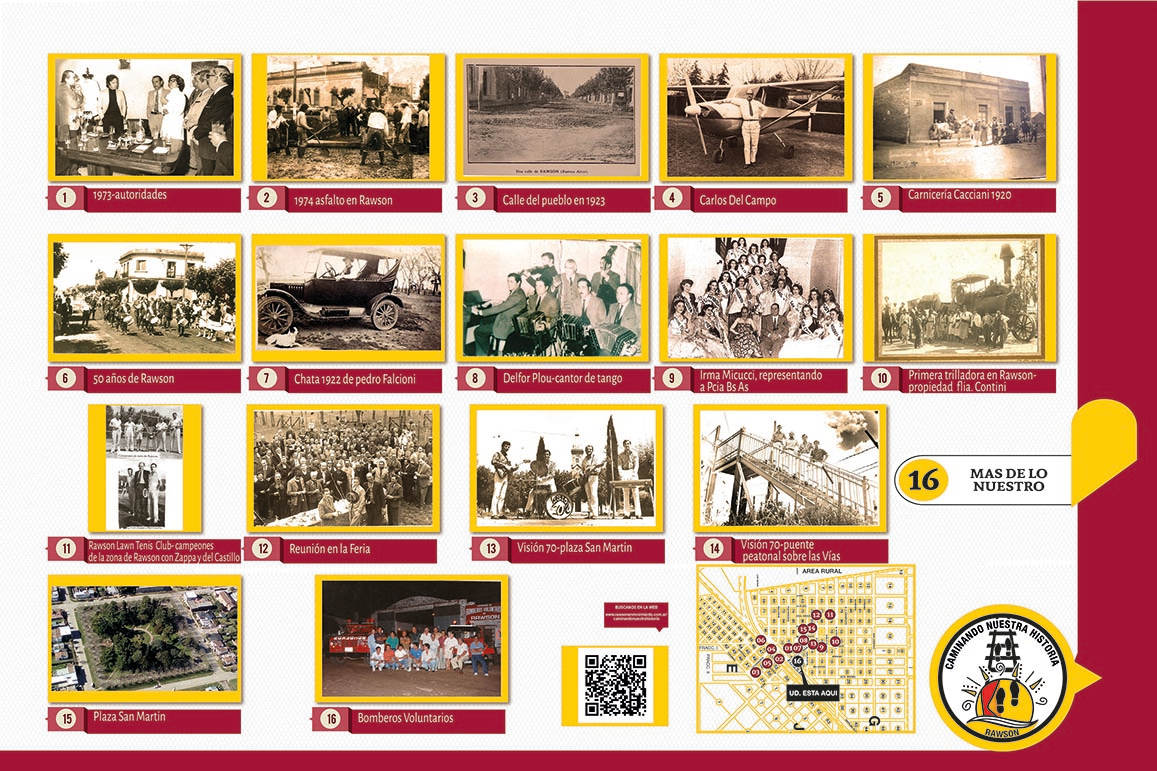 Una calle de RAWSON (Buenos Aires)
1
1973-autoridades
2
1974 asfalto en Rawson
3
Calle del pueblo en 1923
4
Carlos Del Campo
5
Carnicería Cacciani 1920
6
50 años de Rawson
7
Chata 1922 de pedro Falcioni
8
Delfor Plou-cantor de tango
9
Irma Micucci, representando
a Pcia Bs As
10
Primera trilladora en Rawson-
propiedad flia. Contini
16
MAS DE LO
NUESTRO
11
Rawson Lawn Tenis Club- campeones
de la zona de Rawson con Zappa y del Castillo
12
Reunión en la Feria
13
Visión 70-plaza San Martin
14
Visión 70-puente
peatonal sobre las Vías
15
Plaza San Martin
RAWSON
16
Bomberos Voluntarios
BUSCANOS EN LA WEB
AREA RURAL
12 11
15 14
06 08 13 10
04 03 07 9
05 02 16
03
E
G
J
UD. ESTA AQUI
CAMINANDO NUESTRA HISTORIA
RAWSON